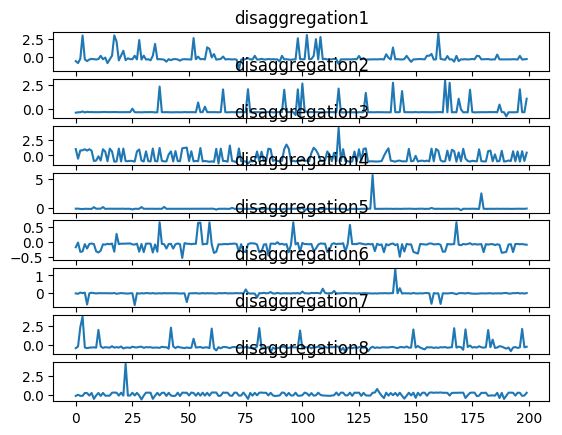 disaggregation1
2.5
0.0
disaggregation2
2.5
0.0
disaggregation3
2.5
0.0
disaggregation4
5
0
disaggregation5
0.5
0.0
−0.5
disaggregation6
1
0
disaggregation7
2.5
0.0
disaggregation8
2.5
0.0
0 25 50 75 100 125 150 175 200